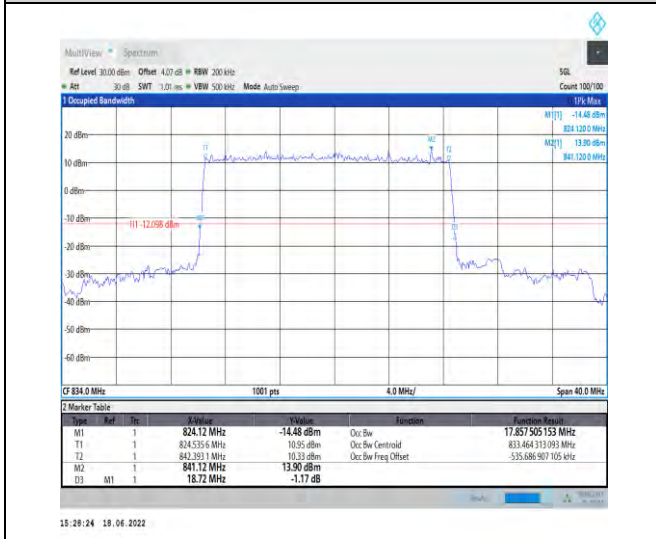 MultiView Spectrum
Ref Level 30.00 dBm Offset 4.07 dB RBW 200 kHz SGL
Att 30 dB SWT 1.01 ms VBW 500 kHz Mode Auto Sweep Count 100/100
1 Occupied Bandwidth 1Pk Max
M1[1] -14.48 dBm
824.120 0 MHz
M2[1] 13.90 dBm
841.120 0 MHz
M2
T1
T2
20 dBm
10 dBm
0 dBm
-10 dBm
H1 -12.098 dBm
M1
D3
-20 dBm
-30 dBm
-40 dBm
-50 dBm
-60 dBm
CF 834.0 MHz 1001 pts 4.0 MHz/ Span 40.0 MHz
2 Marker Table
Type Ref Trc X-Value Y-Value Function Function Result
M1 1 824.12 MHz -14.48 dBm Occ Bw 17.857 505 153 MHz
T1 1 824.535 6 MHz 10.95 dBm Occ Bw Centroid 833.464 313 093 MHz
T2 1 842.393 1 MHz 10.33 dBm Occ Bw Freq Offset -535.686 907 105 kHz
M2 1 841.12 MHz 13.90 dBm
D3 M1 1 18.72 MHz -1.17 dB
15:28:24 18.06.2022